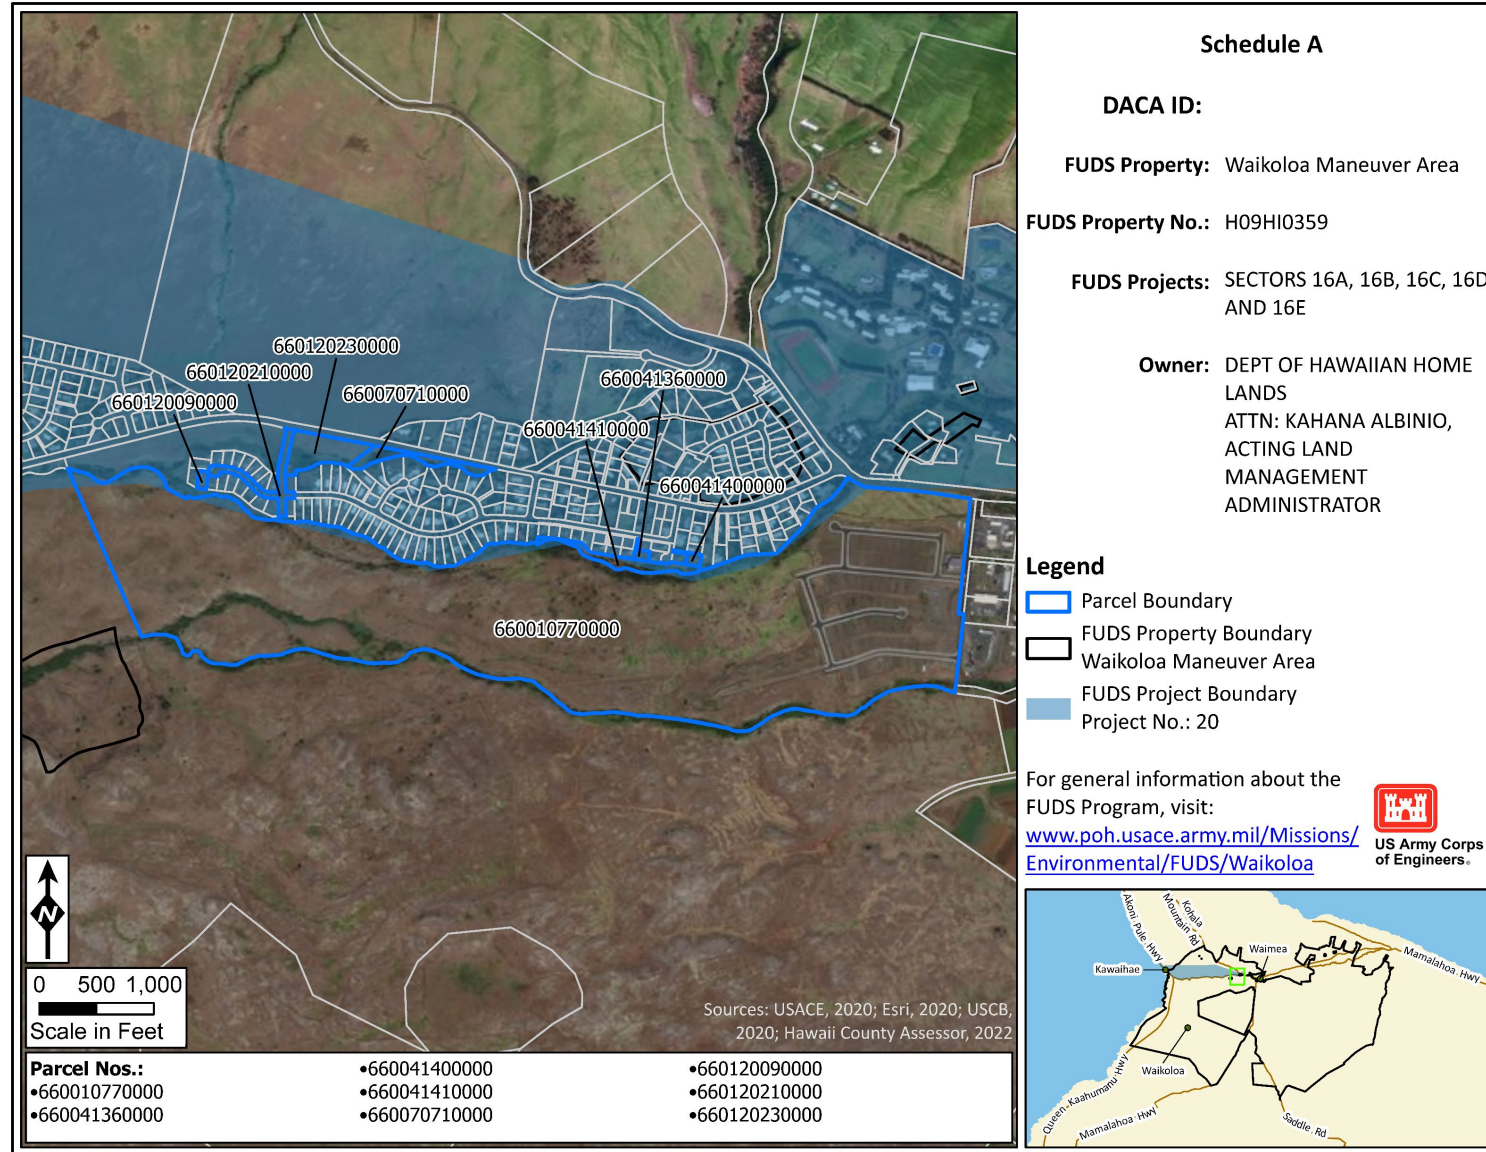 Schedule A
DACA ID:
FUDS Property: Waikoloa Maneuver Area
FUDS Property No.: H09HI0359
FUDS Projects: SECTORS 16A, 16B, 16C, 16D
AND 16E
Owner: DEPT OF HAWAIIAN HOME
LANDS
ATTN: KAHANA ALBINIO,
ACTING LAND
MANAGEMENT
ADMINISTRATOR
Legend
Parcel Boundary
FUDS Property Boundary
Waikoloa Maneuver Area
FUDS Project Boundary
Project No.: 20
For general information about the
FUDS Program, visit:
www.poh.usace.army.mil/Missions/
Environmental/FUDS/Waikoloa
US Army Corps
of Engineers®
660120230000
660120210000
660120090000
660070710000
660041360000
660041410000
660041400000
660010770000
N
0 500 1,000
Scale in Feet
Sources: USACE, 2020; Esri, 2020; USCB,
2020; Hawaii County Assessor, 2022
Parcel Nos.:
•660010770000
•660041360000
•660041400000
•660041410000
•660070710000
•660120090000
•660120210000
•660120230000
Akoni Pule Hwy
Kohala
Mountain Rd
Waimea
Mamalahoa Hwy
Kawaihae
Waikoloa
Queen Kaahumanu Hwy
Mamalahoa Hwy
Saddle Rd